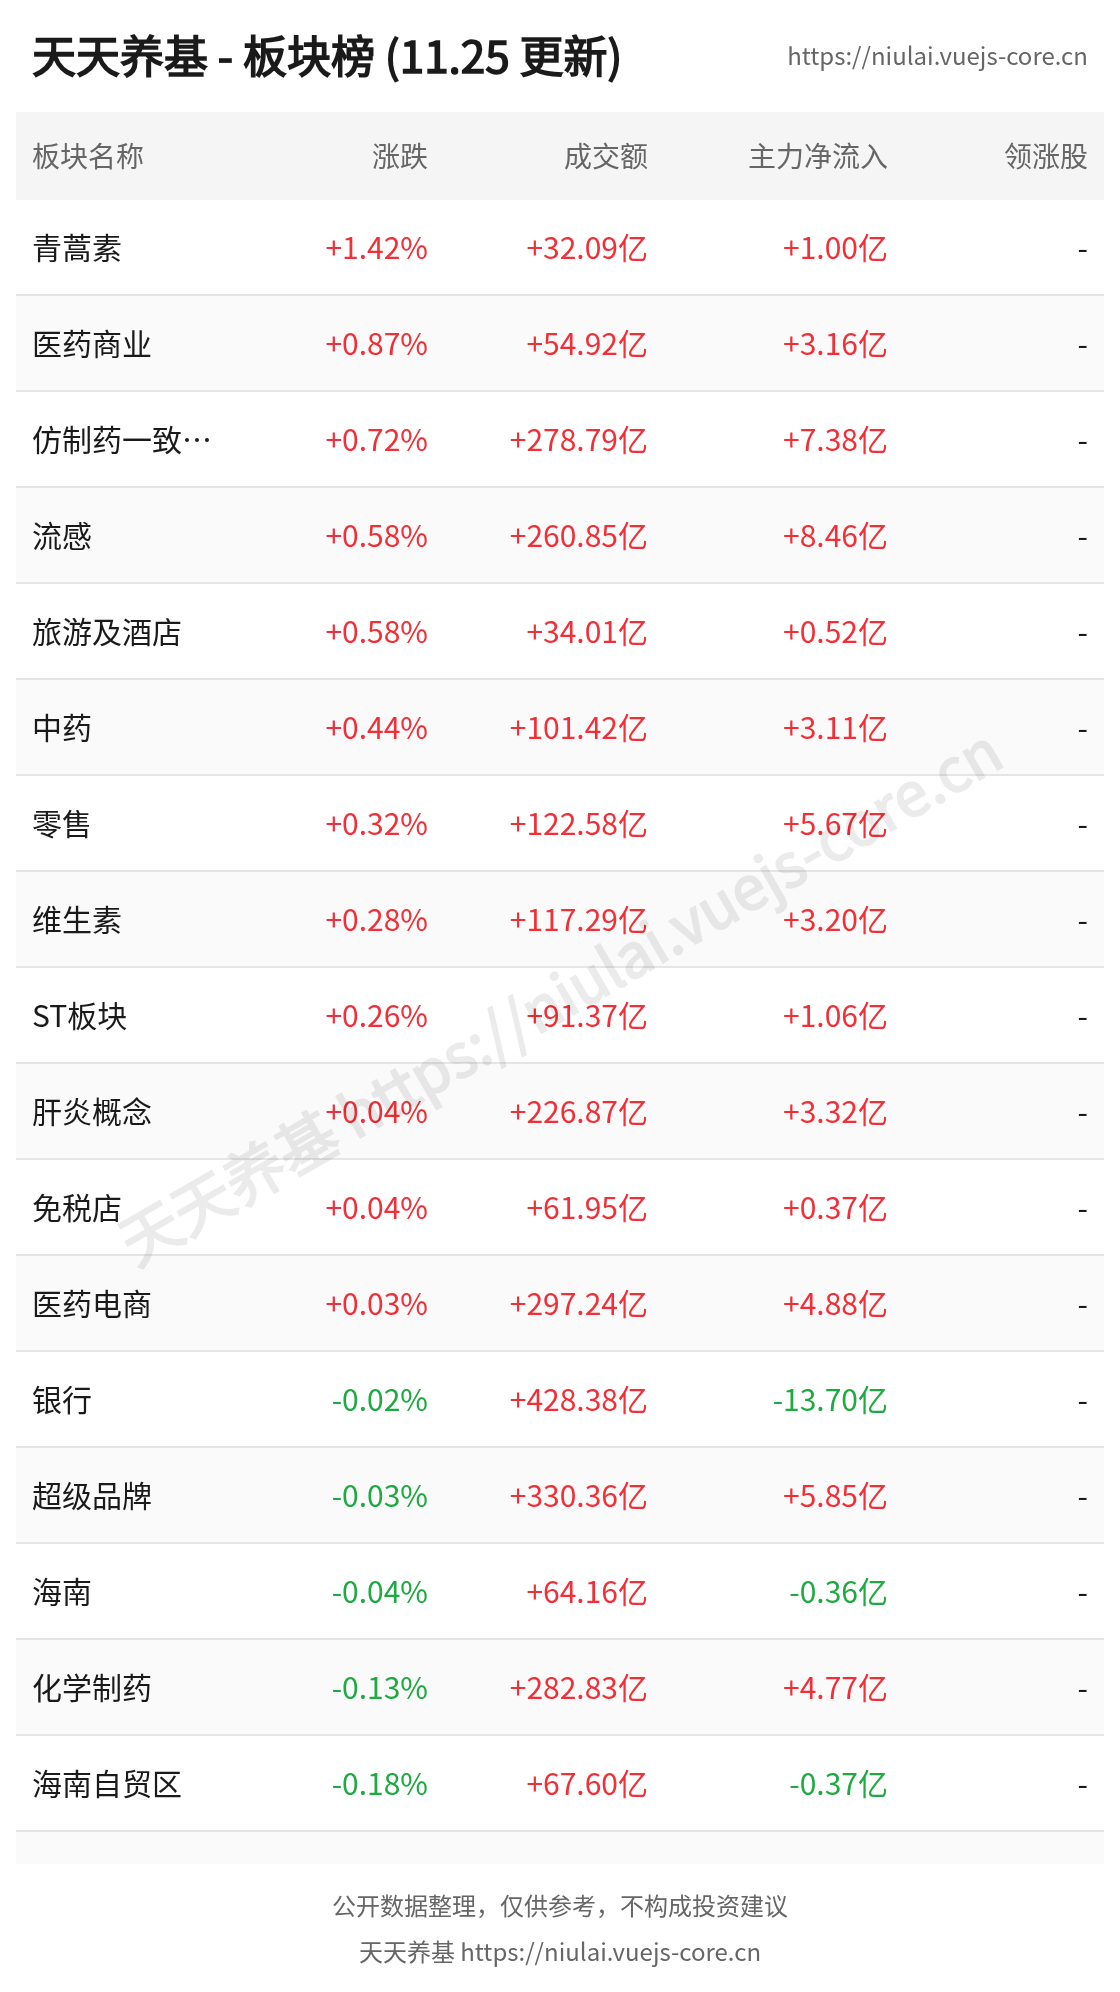 天天养基 - 板块榜 (11.25 更新) https://niulai.vuejs-core.cn
板块名称 涨跌 成交额 主力净流入 领涨股
青蒿素 +1.42% +32.09亿 +1.00亿 -
医药商业 +0.87% +54.92亿 +3.16亿 -
仿制药一致… +0.72% +278.79亿 +7.38亿 -
流感 +0.58% +260.85亿 +8.46亿 -
旅游及酒店 +0.58% +34.01亿 +0.52亿 -
中药 +0.44% +101.42亿 +3.11亿 -
零售 +0.32% +122.58亿 +5.67亿 -
维生素 +0.28% +117.29亿 +3.20亿 -
ST板块 +0.26% +91.37亿 +1.06亿 -
肝炎概念 +0.04% +226.87亿 +3.32亿 -
免税店 +0.04% +61.95亿 +0.37亿 -
医药电商 +0.03% +297.24亿 +4.88亿 -
银行 -0.02% +428.38亿 -13.70亿 -
超级品牌 -0.03% +330.36亿 +5.85亿 -
海南 -0.04% +64.16亿 -0.36亿 -
化学制药 -0.13% +282.83亿 +4.77亿 -
海南自贸区 -0.18% +67.60亿 -0.37亿 -
天天养基 https://niulai.vuejs-core.cn
公开数据整理，仅供参考，不构成投资建议
天天养基 https://niulai.vuejs-core.cn